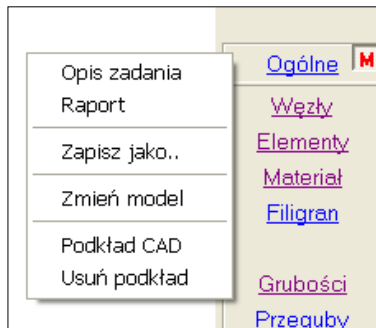 Opis zadania
Raport
Zapisz jako..
Zmień model
Podkład CAD
Usuń podkład
Ogólne M
Węzły
Elementy
Materiał
Filigran
Grubości
Przeguby